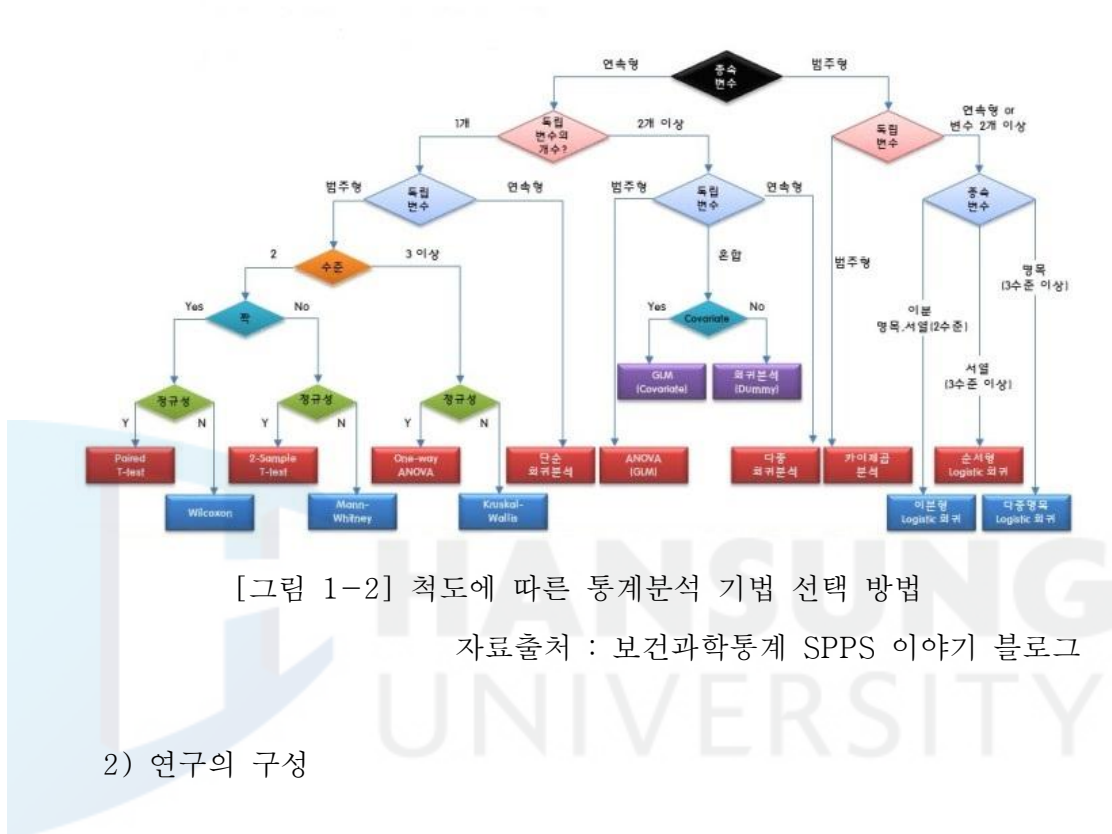 연속형
종속
변수
범주형
1개
독립
변수의
개수?
2개 이상
독립
변수
연속형 or
변수 2개 이상
범주형
독립
변수
연속형
범주형
독립
변수
연속형
종속
변수
2
수준
3 이상
혼합
범주형
명목
(3수준 이상)
Yes
짝
No
Yes
Covariate
No
이분
명목.서열(2수준)
GLM
(Covariate)
회귀분석
(Dummy)
서열
(3수준 이상)
정규성
정규성
정규성
Y
N
Y
N
Y
N
Paired
T-test
2-Sample
T-test
One-way
ANOVA
단순
회귀분석
ANOVA
(GLM)
다중
회귀분석
카이제곱
분석
순서형
Logistic 회귀
Wilcoxon
Mann-
Whitney
Kruskal-
Wallis
이분형
Logistic 회귀
다중명목
Logistic 회귀
[그림 1-2] 척도에 따른 통계분석 기법 선택 방법
자료출처 : 보건과학통계 SPPS 이야기 블로그
2) 연구의 구성
HANSUNG
UNIVERSITY